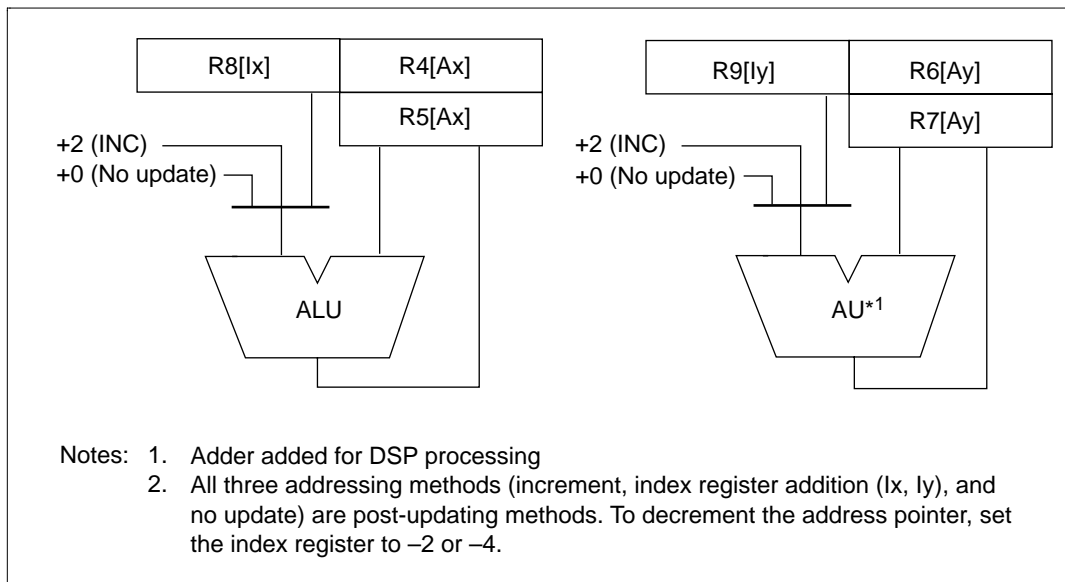 R8[Ix] R4[Ax] R9[Iy] R6[Ay]
R5[Ax] R7[Ay]
+2 (INC) +2 (INC)
+0 (No update) +0 (No update)
ALU AU*1
Notes: 1. Adder added for DSP processing
2. All three addressing methods (increment, index register addition (Ix, Iy), and
no update) are post-updating methods. To decrement the address pointer, set
the index register to –2 or –4.